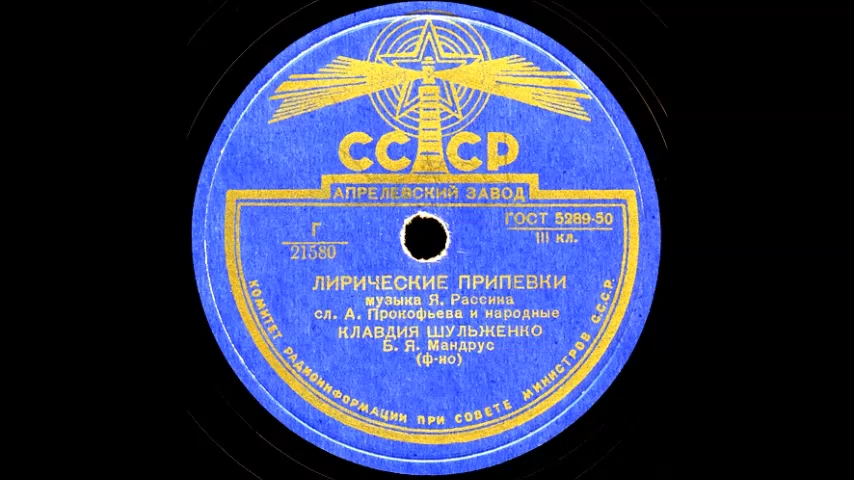 СССР
АПРЕЛЕВСКИЙ ЗАВОД
Г
21580
ГОСТ 5289-50
III кл.
ЛИРИЧЕСКИЕ ПРИПЕВКИ
музыка Я. Рассина
сл. А. Прокофьева и народные
КЛАВДИЯ ШУЛЬЖЕНКО
Б. Я. Мандрус
(ф-но)
КОМИТЕТ РАДИОИНФОРМАЦИИ ПРИ СОВЕТЕ МИНИСТРОВ С.С.С.Р.